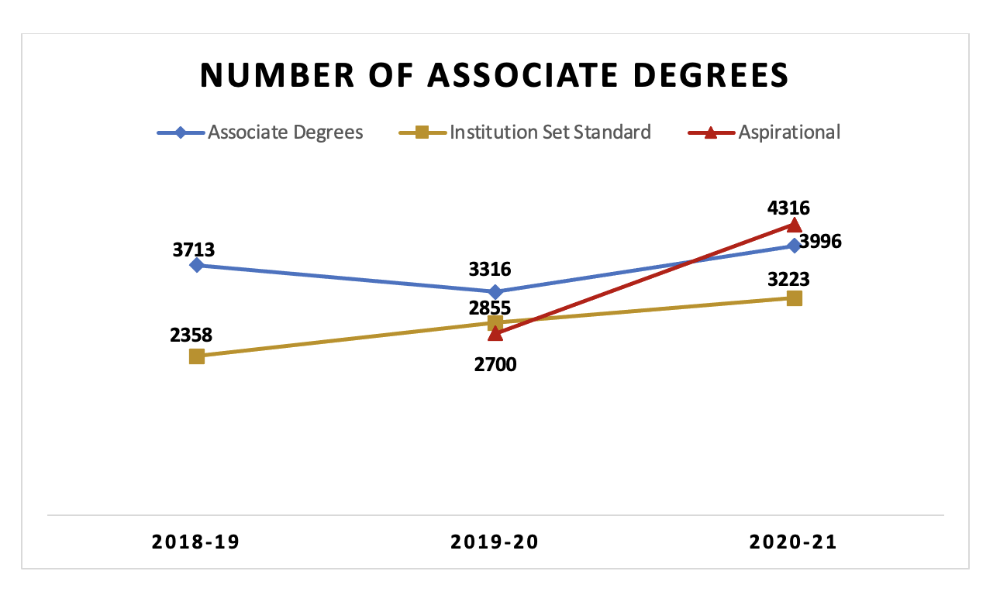 NUMBER OF ASSOCIATE DEGREES
Associate Degrees Institution Set Standard Aspirational
4316
3713 3996
3316
3223
2855
2358
2700
2018-19 2019-20 2020-21